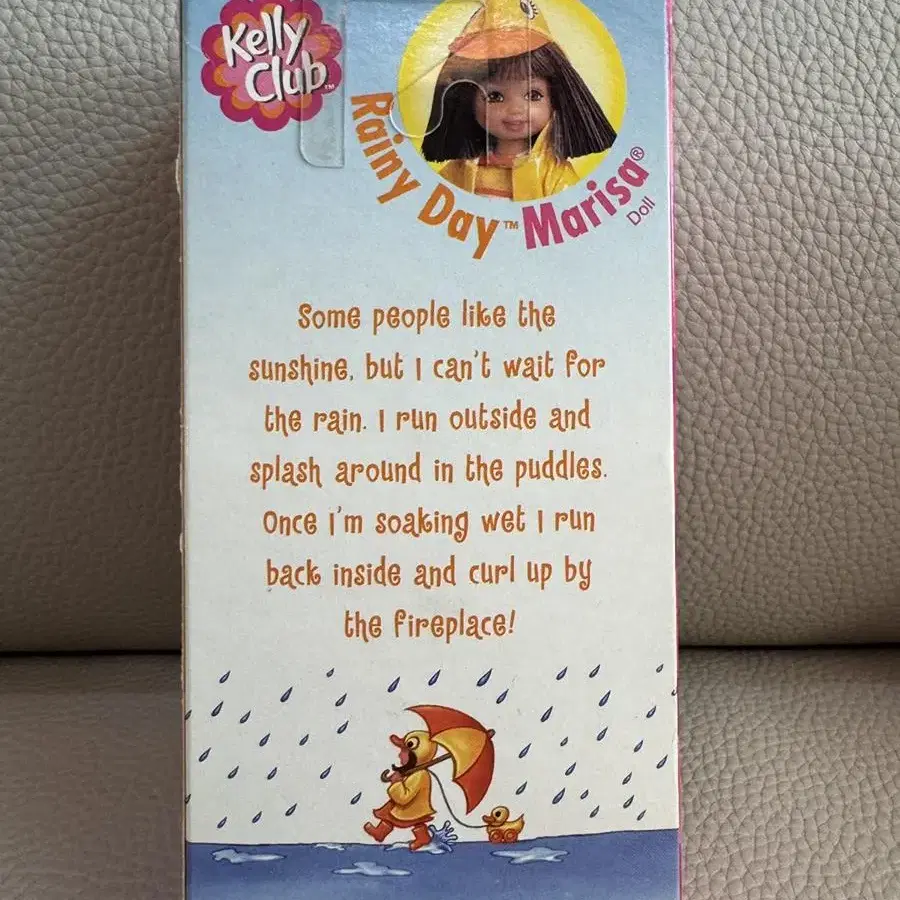 Kelly
Club™
Rainy Day™ Marisa®
Doll
Some people like the
sunshine, but I can't wait for
the rain. I run outside and
splash around in the puddles.
Once I'm soaking wet I run
back inside and curl up by
the fireplace!